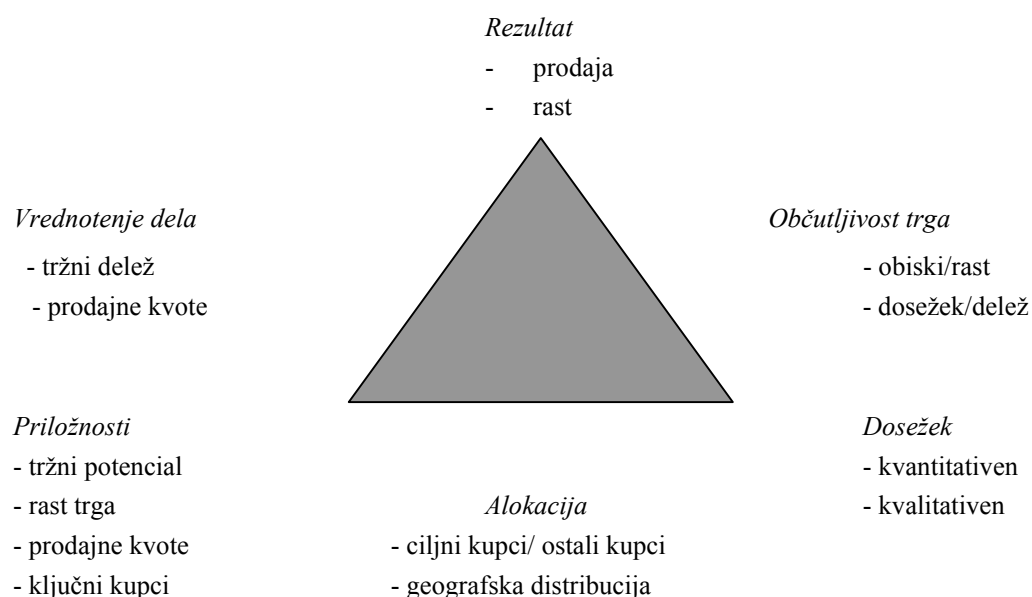 Rezultat
- prodaja
- rast
Vrednotenje dela
- tržni delež
- prodajne kvote
Občutljivost trga
- obiski/rast
- dosežek/delež
Priložnosti
- tržni potencial
- rast trga
- prodajne kvote
- ključni kupci
Alokacija
- ciljni kupci/ ostali kupci
- geografska distribucija
Dosežek
- kvantitativen
- kvalitativen